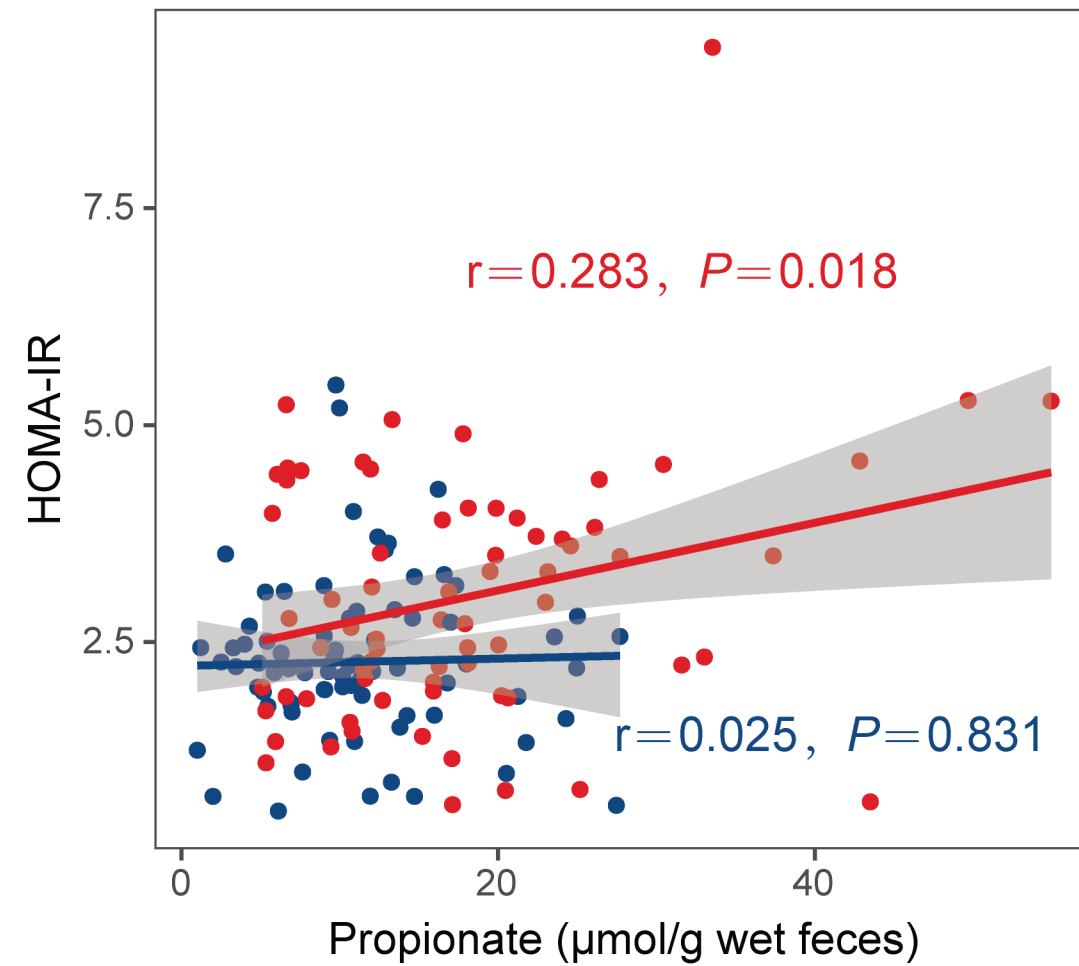 7.5
r=0.283, P=0.018
HOMA-IR
5.0
2.5
r=0.025, P=0.831
0 20 40
Propionate (μmol/g wet feces)